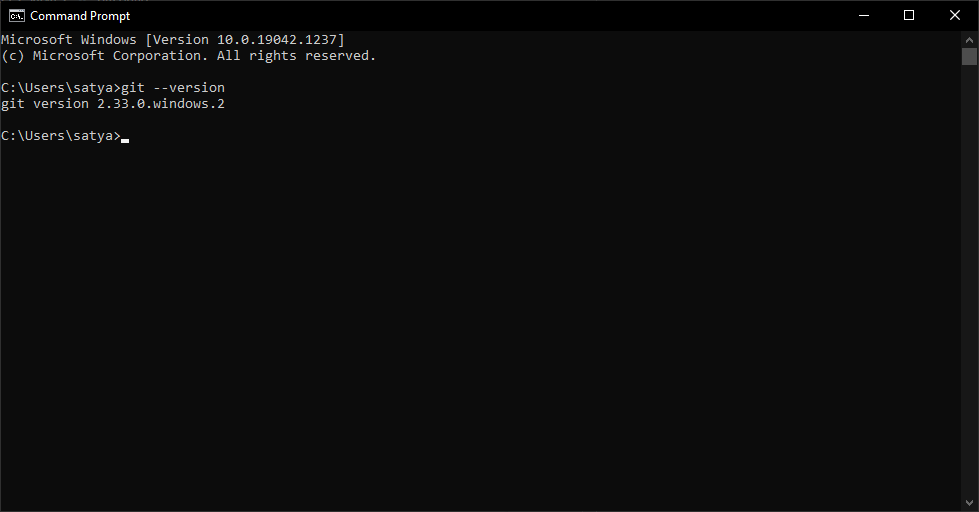 Command Prompt
Microsoft Windows [Version 10.0.19042.1237]
(c) Microsoft Corporation. All rights reserved.
C:\Users\satya>git --version
git version 2.33.0.windows.2
C:\Users\satya>